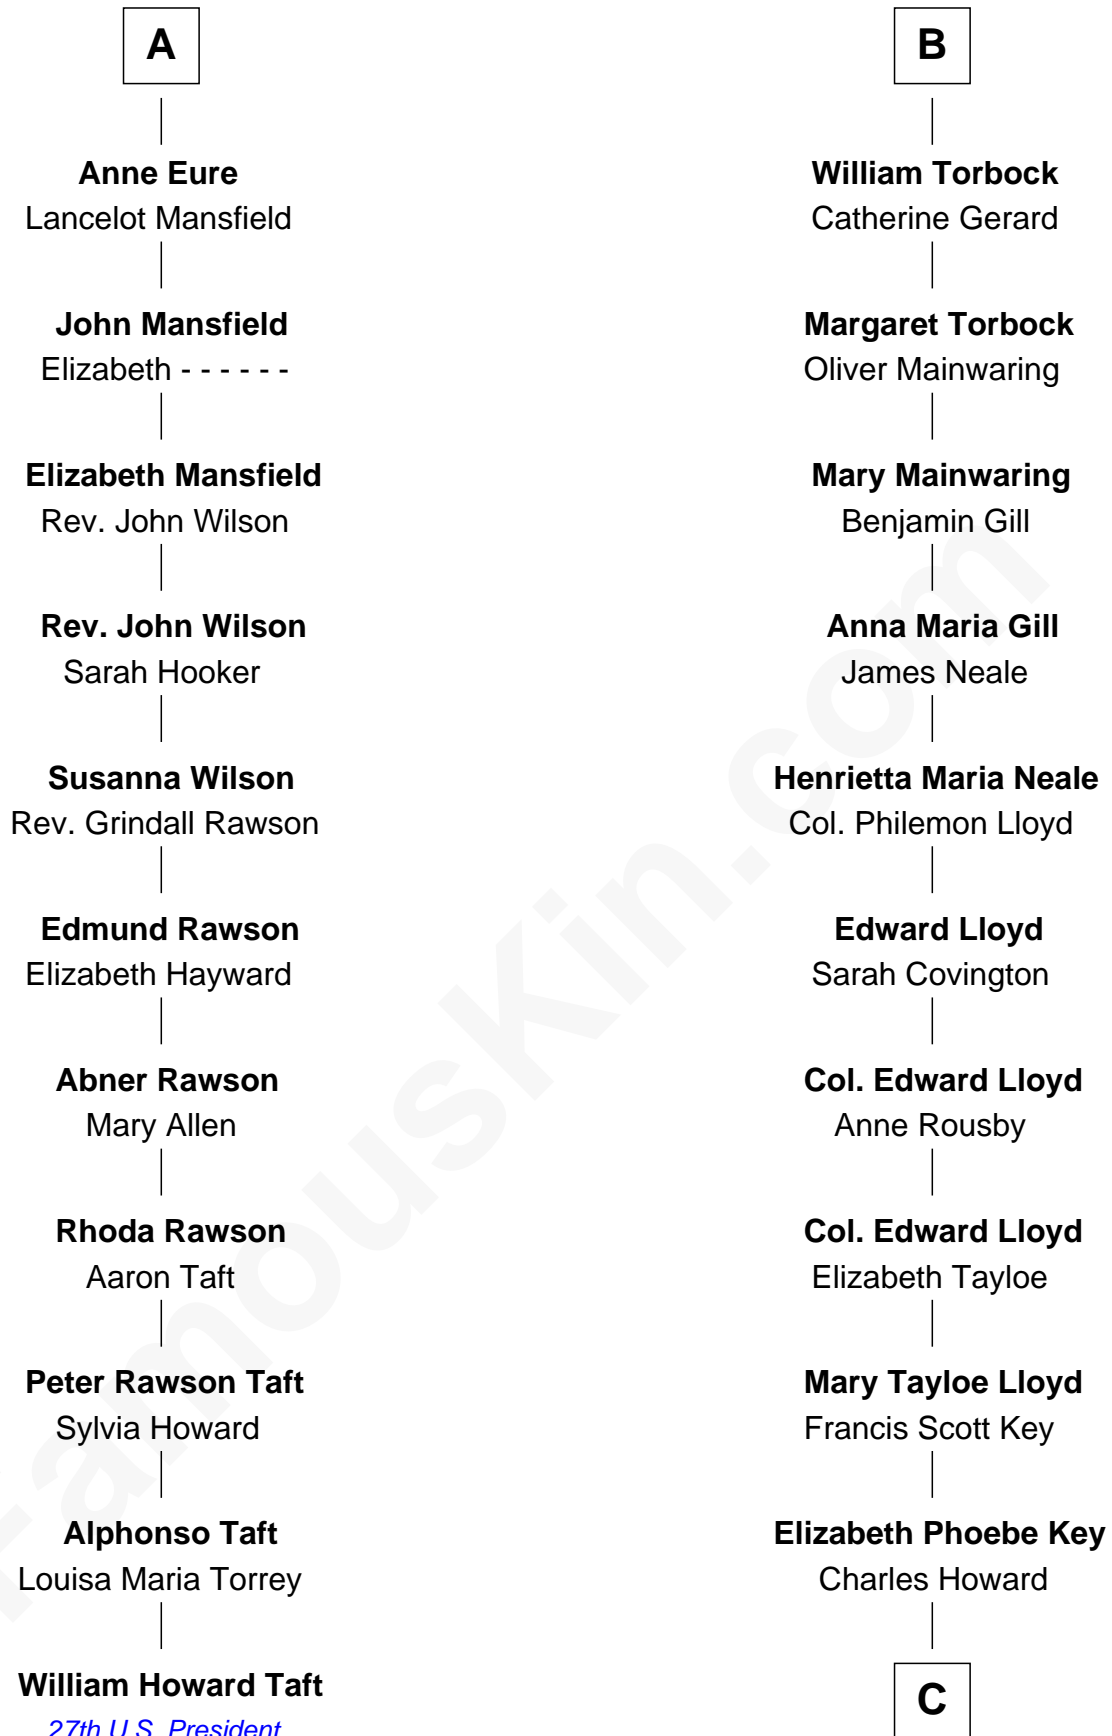 A
Anne Eure
Lancelot Mansfield
John Mansfield
Elizabeth - - - - - -
Elizabeth Mansfield
Rev. John Wilson
Rev. John Wilson
Sarah Hooker
Susanna Wilson
Rev. Grindall Rawson
Edmund Rawson
Elizabeth Hayward
Abner Rawson
Mary Allen
Rhoda Rawson
Aaron Taft
Peter Rawson Taft
Sylvia Howard
Alphonso Taft
Louisa Maria Torrey
William Howard Taft
27th U.S. President
B
William Torbock
Catherine Gerard
Margaret Torbock
Oliver Mainwaring
Mary Mainwaring
Benjamin Gill
Anna Maria Gill
James Neale
Henrietta Maria Neale
Col. Philemon Lloyd
Edward Lloyd
Sarah Covington
Col. Edward Lloyd
Anne Rousby
Col. Edward Lloyd
Elizabeth Tayloe
Mary Tayloe Lloyd
Francis Scott Key
Elizabeth Phoebe Key
Charles Howard
C
FamousKin.com